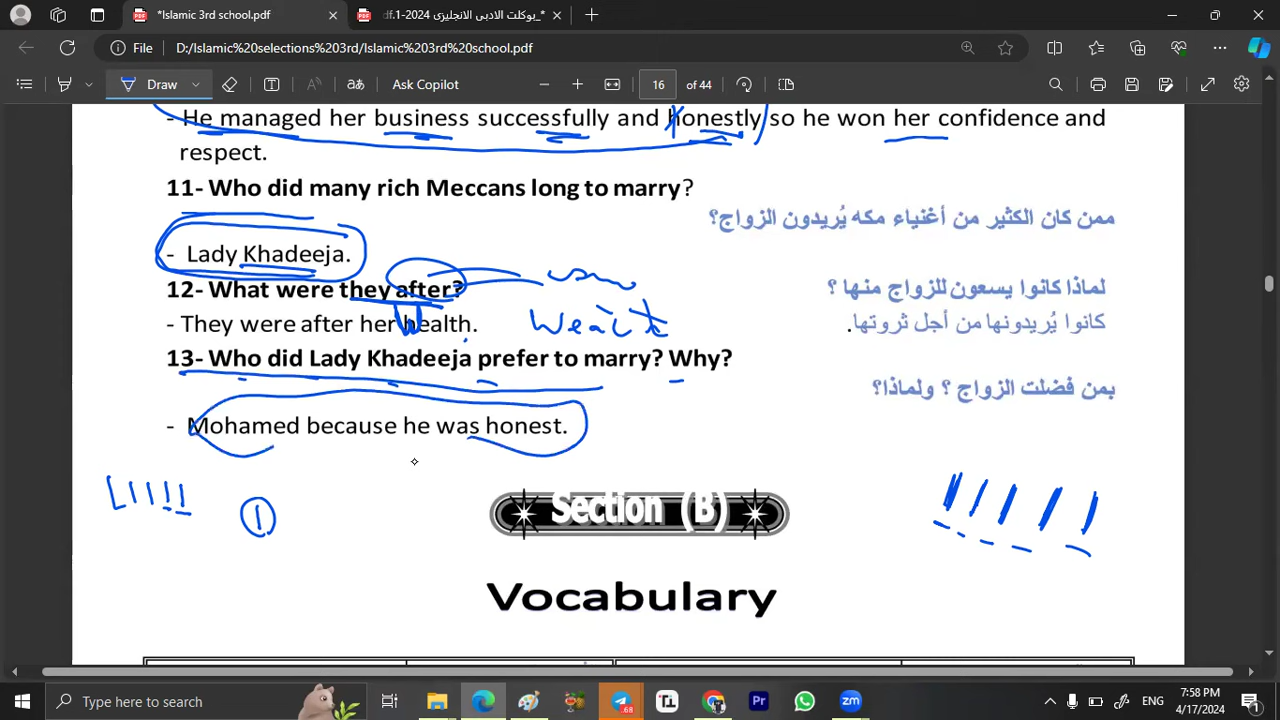 *Islamic 3rd school.pdf
*_بوكلت الادبى الانجليزى 2024-1.pdf
File D:/Islamic%20selections%203rd/Islamic%203rd%20school.pdf
Draw Ask Copilot 16 of 44
- He managed her business successfully and honestly so he won her confidence and
respect.
11- Who did many rich Meccans long to marry?
ممن كان الكثير من أغنياء مكه يُريدون الزواج؟
- Lady Khadeeja.
12- What were they after?
لماذا كانوا يسعون للزواج منها ؟
- They were after her health.
W
كانوا يُريدونها من أجل ثروتها.
13- Who did Lady Khadeeja prefer to marry? Why?
بمن فضلت الزواج ؟ ولماذا؟
- Mohamed because he was honest.
1
Section (B)
Vocabulary
Type here to search
68
ENG
7:58 PM
4/17/2024